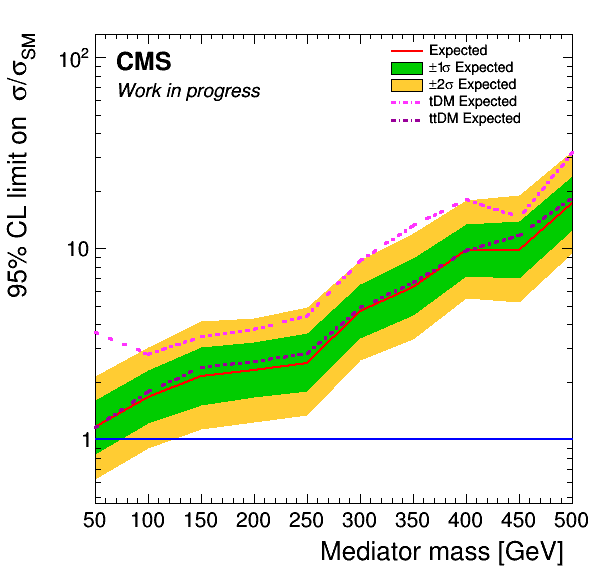 CMS
Work in progress
Expected
±1σ Expected
±2σ Expected
tDM Expected
ttDM Expected
95% CL limit on σ/σSM
10²
10
1
50 100 150 200 250 300 350 400 450 500
Mediator mass [GeV]